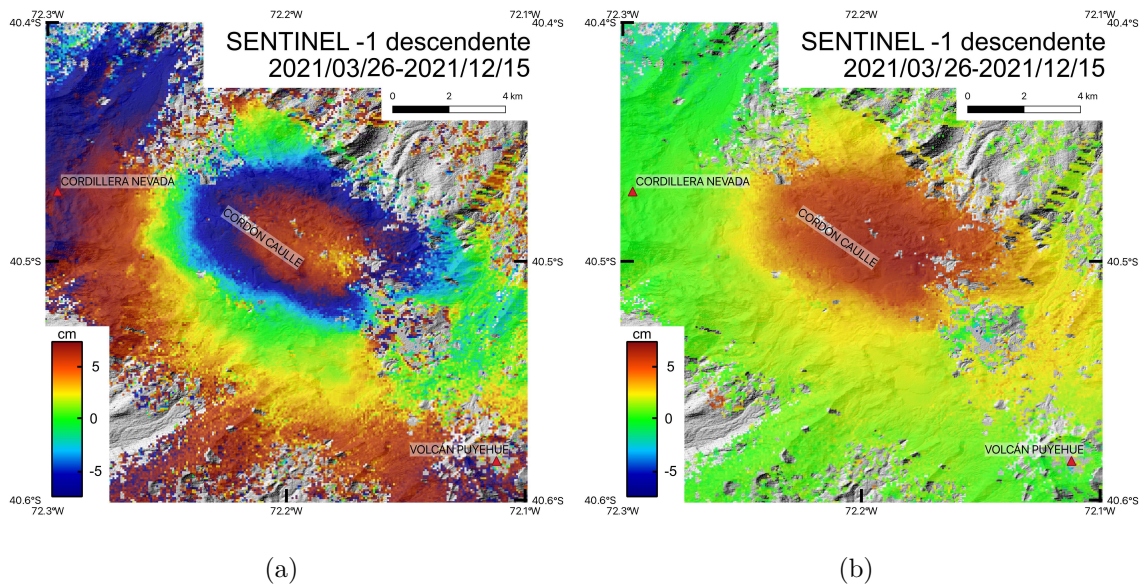 72.3°W 72.2°W 72.1°W
40.4°S 40.4°S
SENTINEL -1 descendente
2021/03/26-2021/12/15
0 2 4 km
CORDILLERA NEVADA
CORDÓN CAULLE
40.5°S 40.5°S
cm
5
0
-5
VOLCÁN PUYEHUE
40.6°S 40.6°S
72.3°W 72.2°W 72.1°W
(a)
72.3°W 72.2°W 72.1°W
40.4°S 40.4°S
SENTINEL -1 descendente
2021/03/26-2021/12/15
0 2 4 km
CORDILLERA NEVADA
CORDÓN CAULLE
40.5°S 40.5°S
cm
5
0
-5
VOLCÁN PUYEHUE
40.6°S 40.6°S
72.3°W 72.2°W 72.1°W
(b)